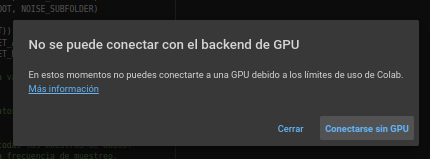 OOT, NOISE_SUBFOLDER)
No se puede conectar con el backend de GPU
En estos momentos no puedes conectarte a una GPU debido a los límites de uso de Colab.
Más información
Cerrar
Conectarse sin GPU
frecuencia de muestreo